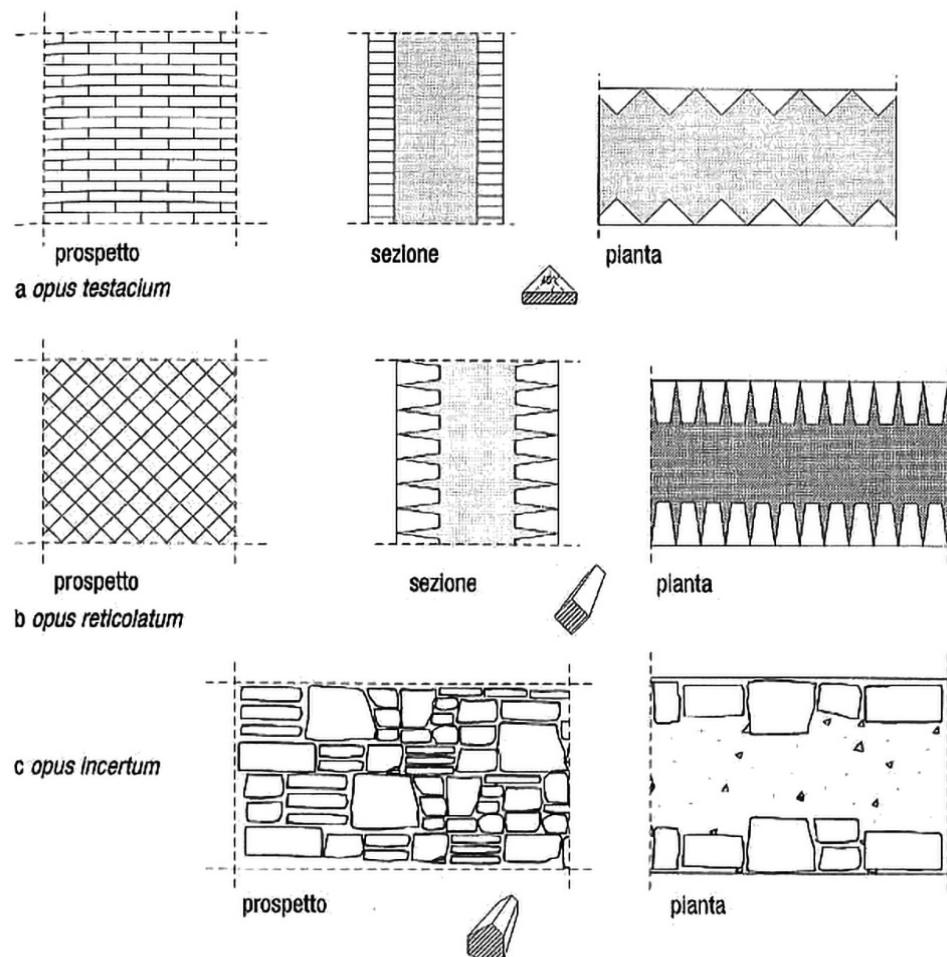 prospetto
sezione
pianta
a opus testacium
prospetto
sezione
pianta
b opus reticolatum
c opus incertum
prospetto
pianta